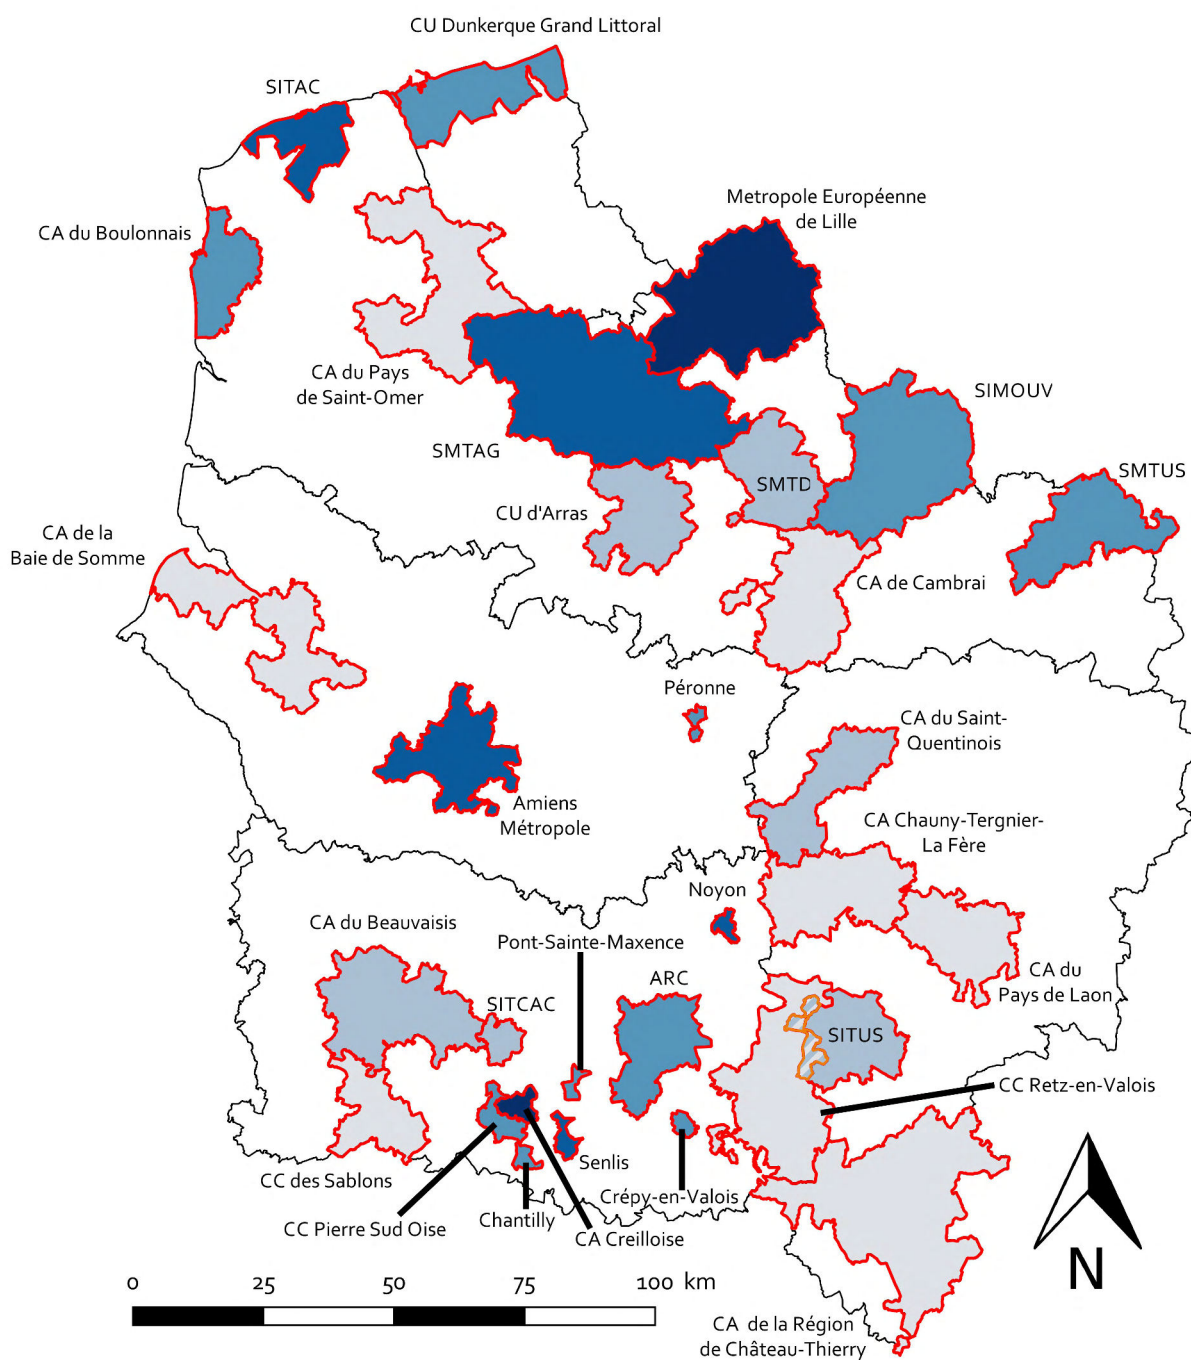 CU Dunkerque Grand Littoral
SITAC
Metropole Européenne
de Lille
CA du Boulonnais
CA du Pays
de Saint-Omer
SIMOUV
SMTAG
SMTD
SMTUS
CU d'Arras
CA de la
Baie de Somme
CA de Cambrai
Péronne
CA du Saint-
Quentinois
Amiens
Métropole
CA Chauny-Tergnier-
La Fère
Noyon
CA du Beauvaisis
Pont-Sainte-Maxence
ARC
CA du
Pays de Laon
SITCAC
SITUS
CC Retz-en-Valois
Senlis
CC des Sablons
Crépy-en-Valois
Chantilly
CC Pierre Sud Oise
CA Creilloise
N
0 25 50 75 100 km
CA de la Région
de Château-Thierry